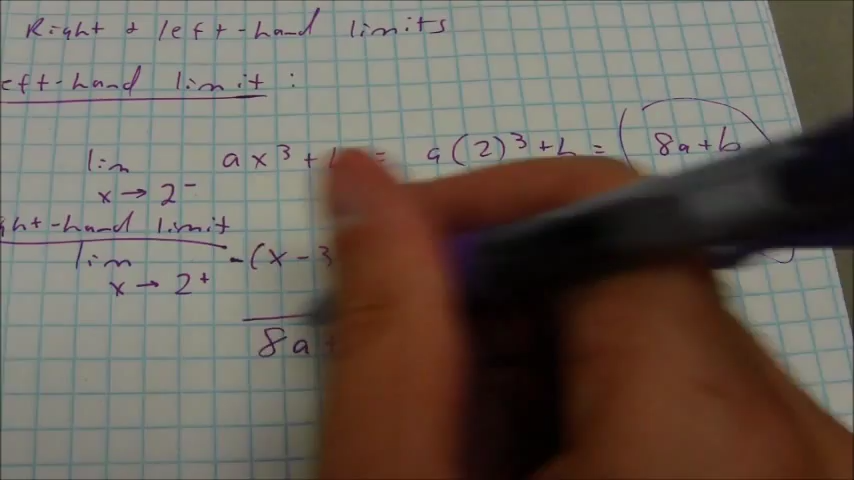 Right & left-hand limits
eft-hand limit :
lim ax³ + = a(2)³ + b = 8a+b
x → 2⁻
ght-hand limit
lim -(x - 3
x → 2⁺
8a +